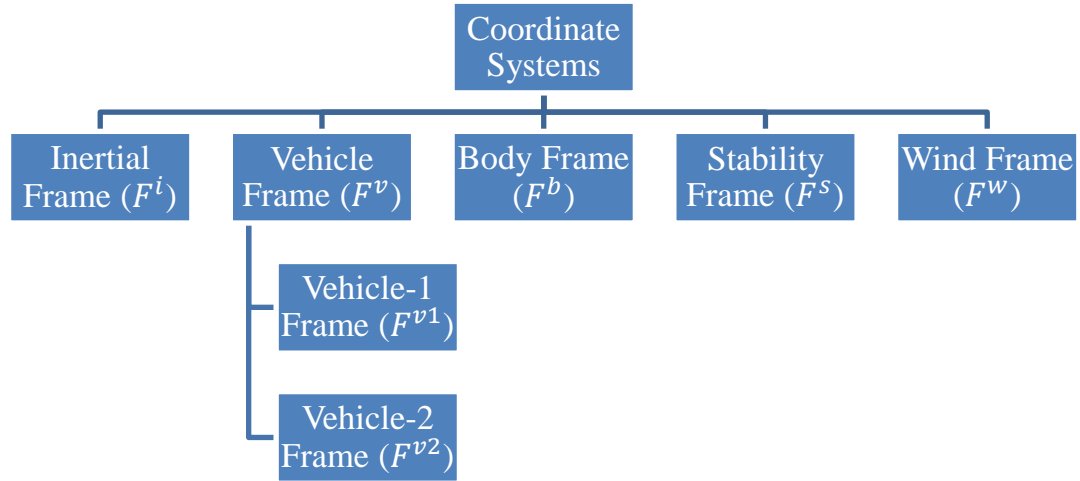 Coordinate
Systems
Inertial
Frame (F^i)
Vehicle
Frame (F^v)
Body Frame
(F^b)
Stability
Frame (F^s)
Wind Frame
(F^w)
Vehicle-1
Frame (F^{v1})
Vehicle-2
Frame (F^{v2})